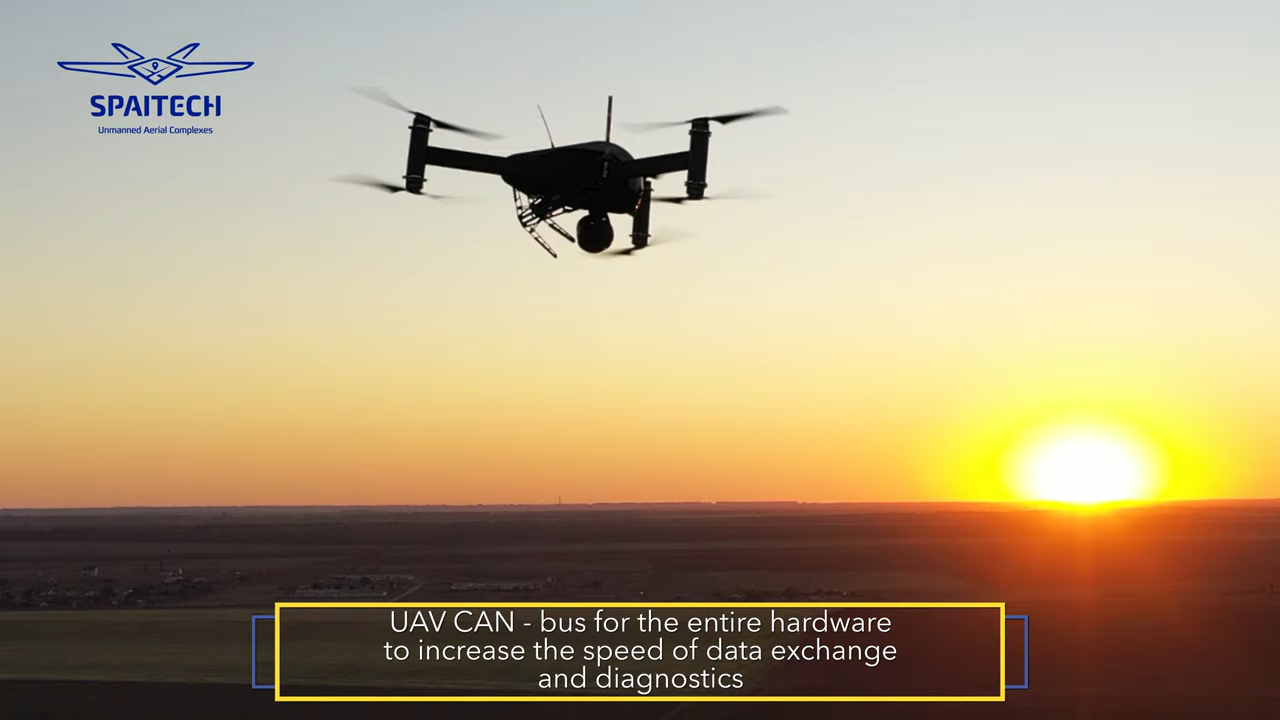 SPAITECH
Unmanned Aerial Complexes
UAV CAN - bus for the entire hardware
to increase the speed of data exchange
and diagnostics